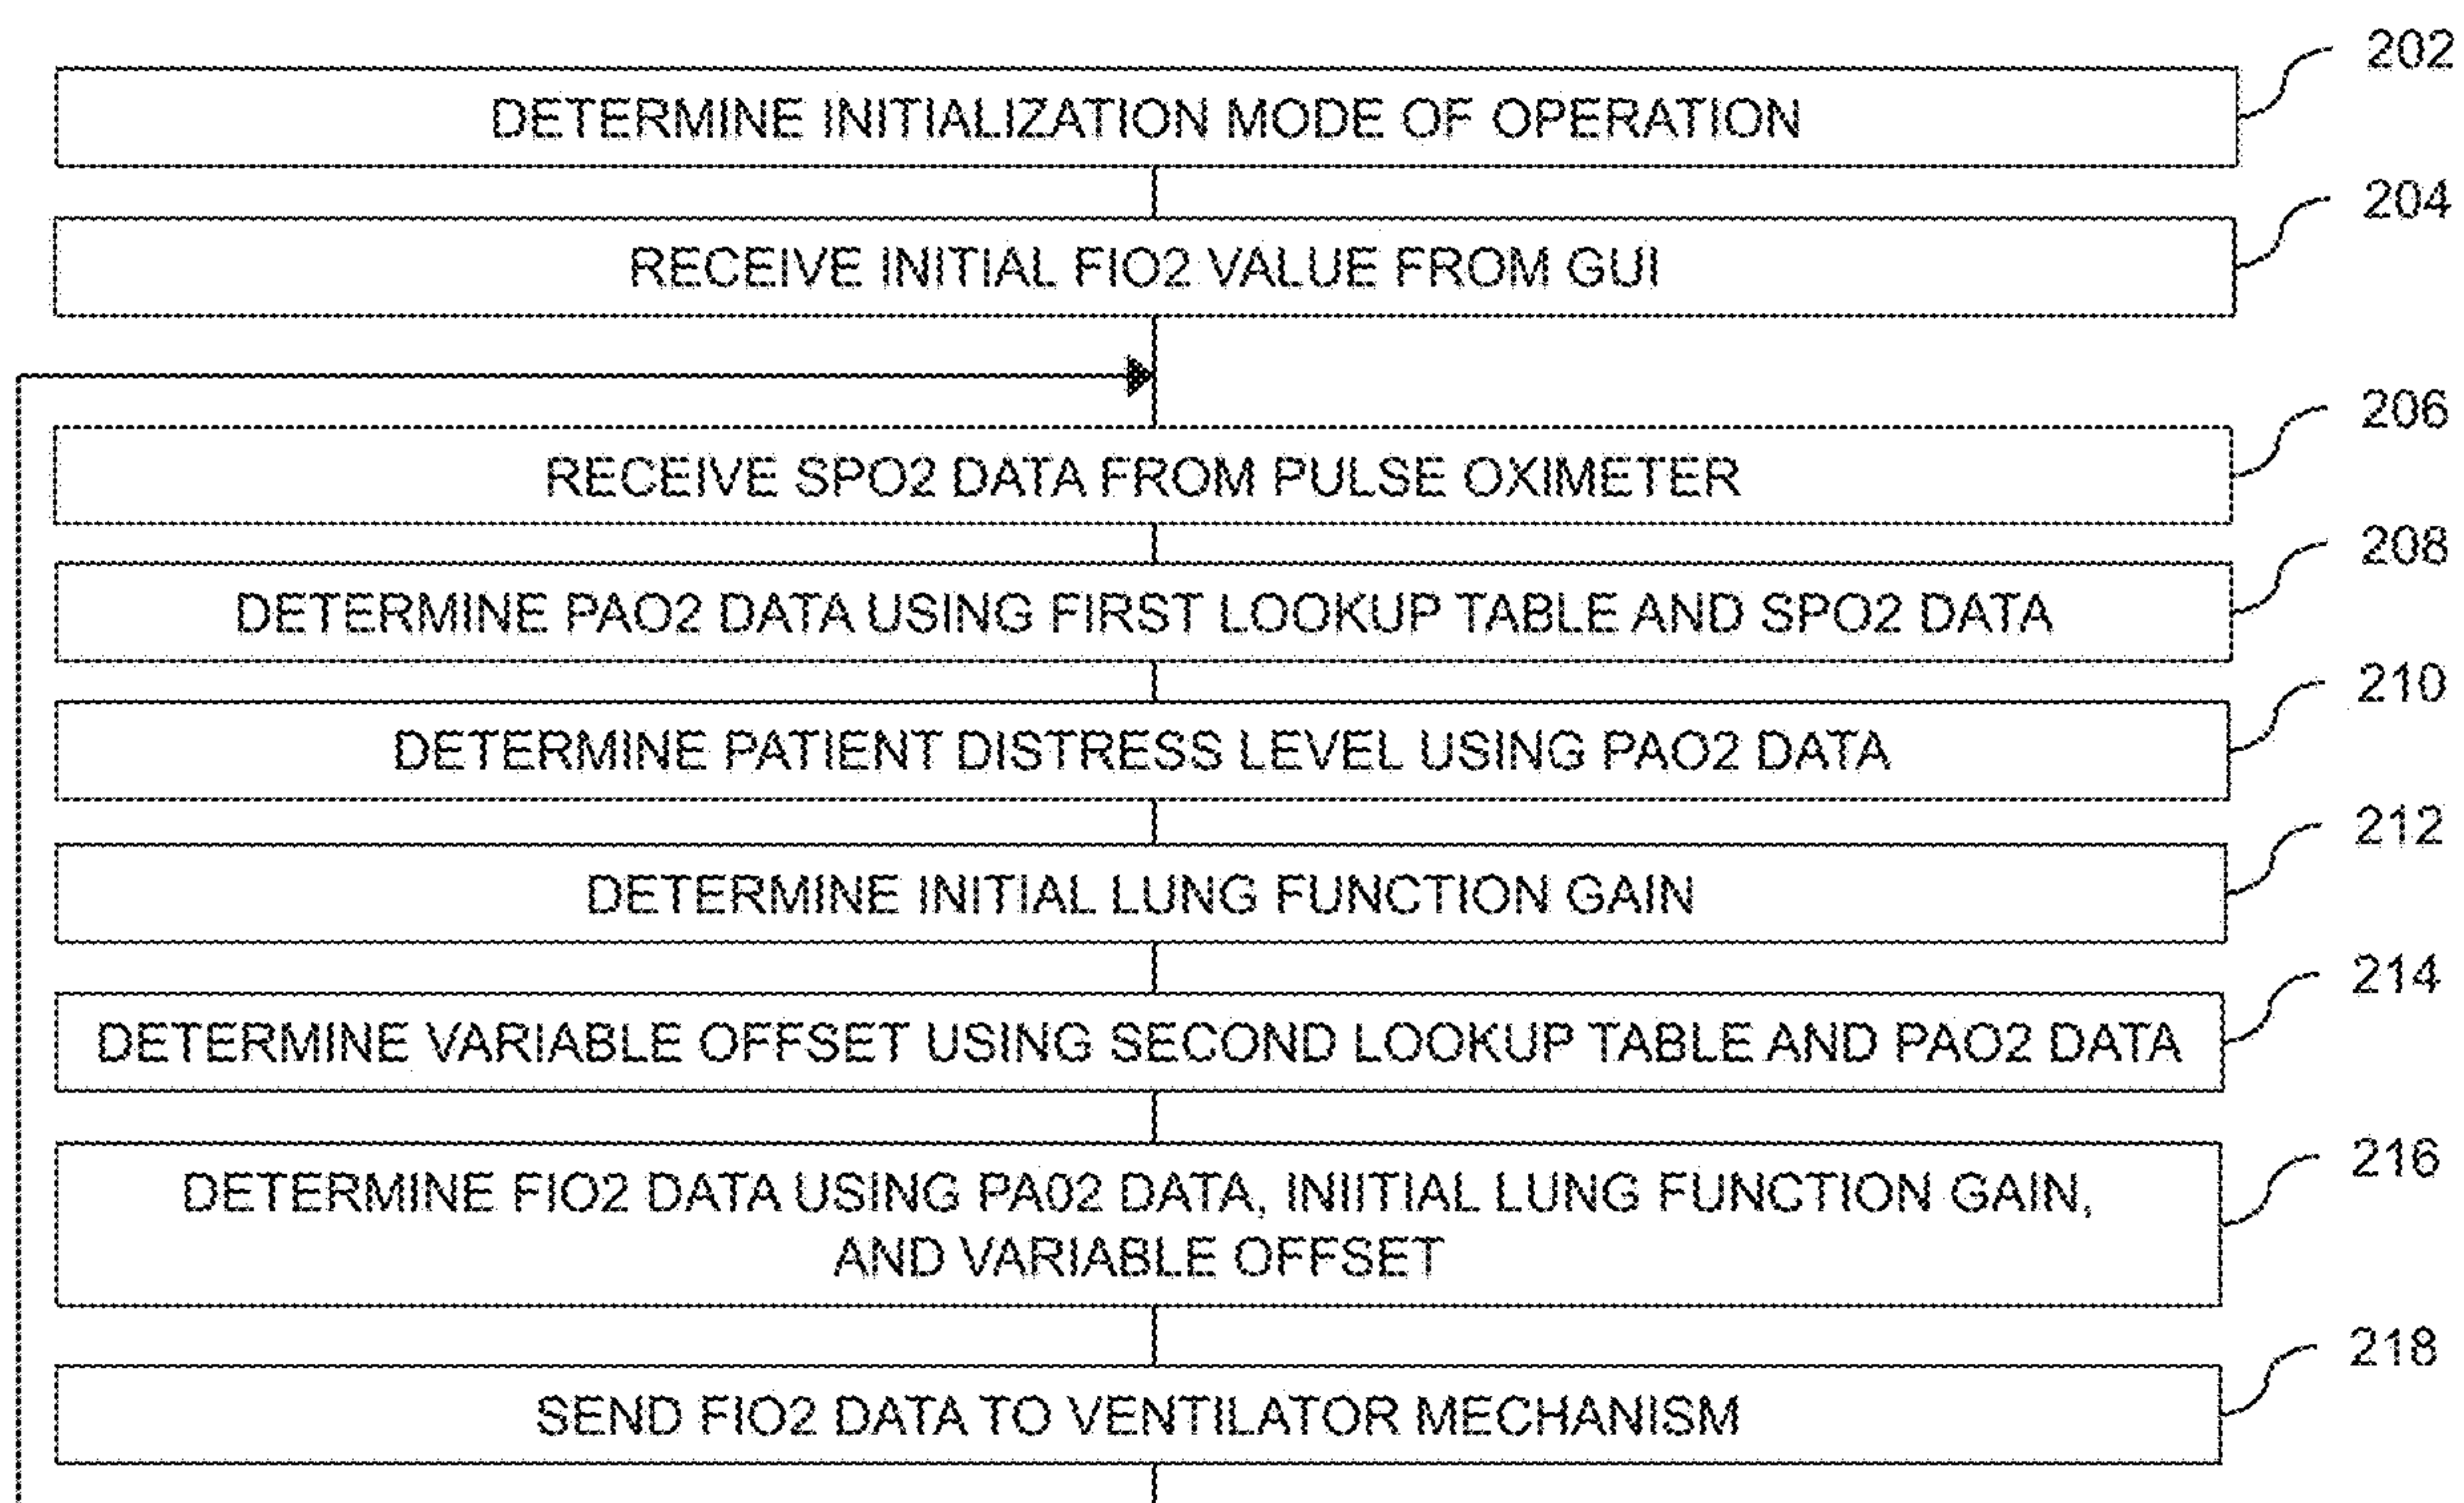 202
DETERMINE INITIALIZATION MODE OF OPERATION
204
RECEIVE INITIAL FIO2 VALUE FROM GUI
206
RECEIVE SPO2 DATA FROM PULSE OXIMETER
208
DETERMINE PAO2 DATA USING FIRST LOOKUP TABLE AND SPO2 DATA
210
DETERMINE PATIENT DISTRESS LEVEL USING PAO2 DATA
212
DETERMINE INITIAL LUNG FUNCTION GAIN
214
DETERMINE VARIABLE OFFSET USING SECOND LOOKUP TABLE AND PAO2 DATA
216
DETERMINE FIO2 DATA USING PA02 DATA, INIITIAL LUNG FUNCTION GAIN,
AND VARIABLE OFFSET
218
SEND FIO2 DATA TO VENTILATOR MECHANISM